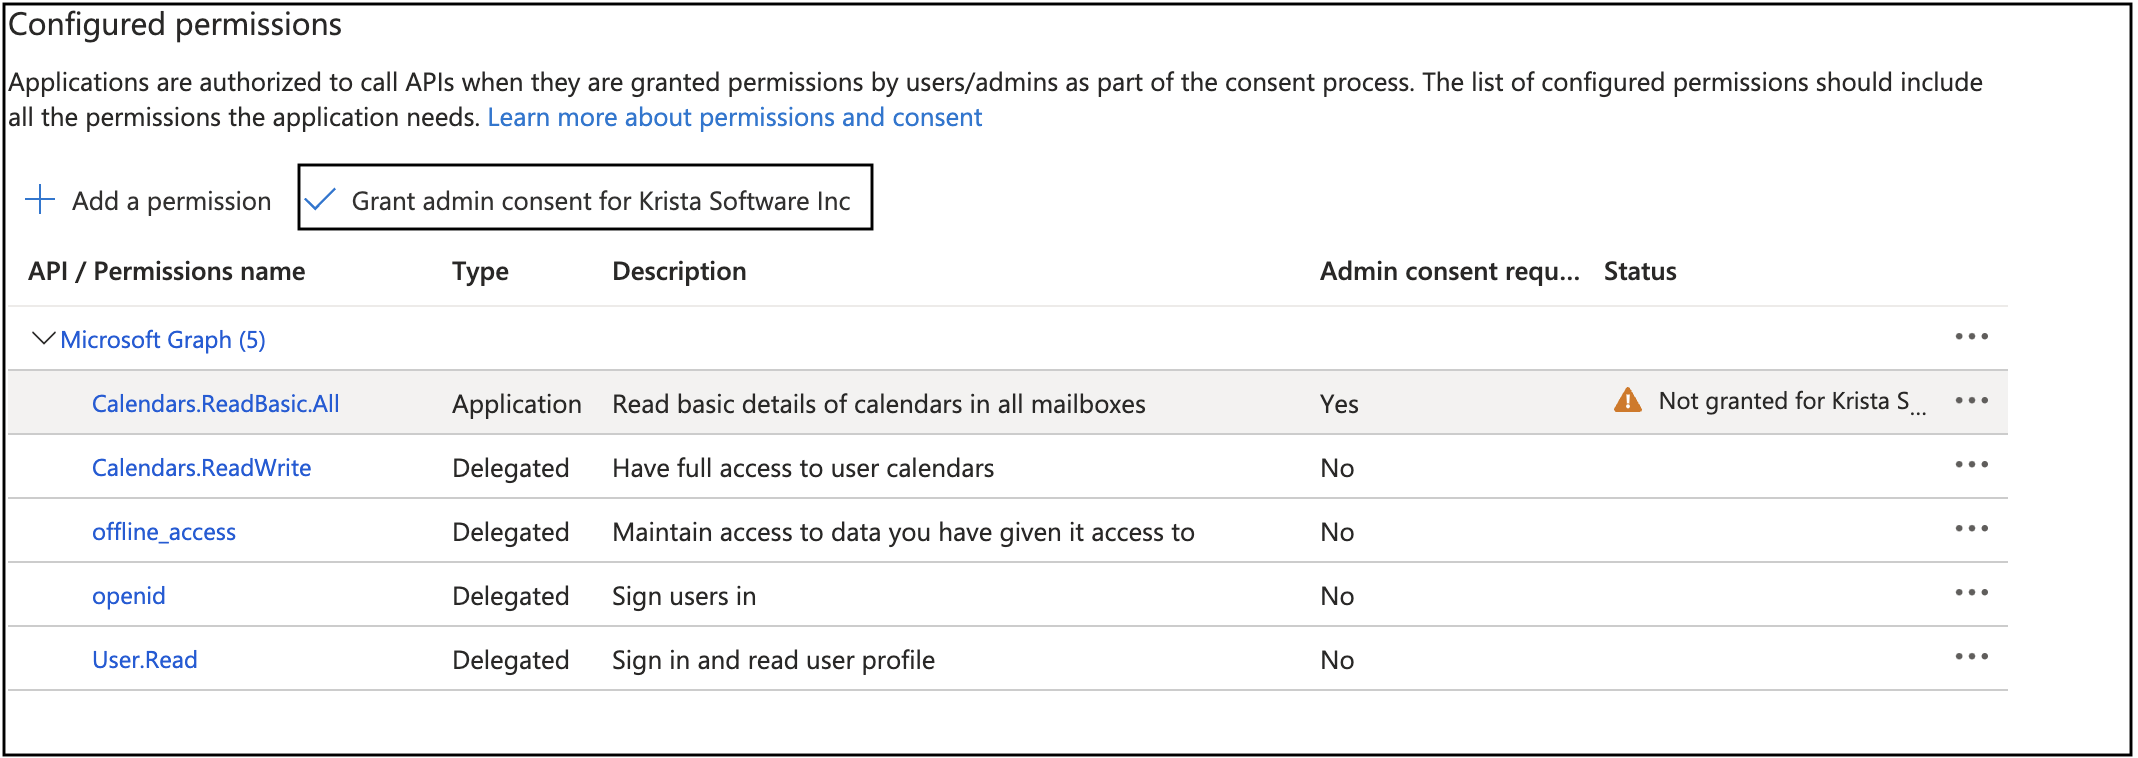 Configured permissions
Applications are authorized to call APIs when they are granted permissions by users/admins as part of the consent process. The list of configured permissions should include
all the permissions the application needs. Learn more about permissions and consent
Add a permission Grant admin consent for Krista Software Inc
API / Permissions name Type Description Admin consent requ... Status
Microsoft Graph (5)
Calendars.ReadBasic.All Application Read basic details of calendars in all mailboxes Yes Not granted for Krista S...
Calendars.ReadWrite Delegated Have full access to user calendars No
offline_access Delegated Maintain access to data you have given it access to No
openid Delegated Sign users in No
User.Read Delegated Sign in and read user profile No